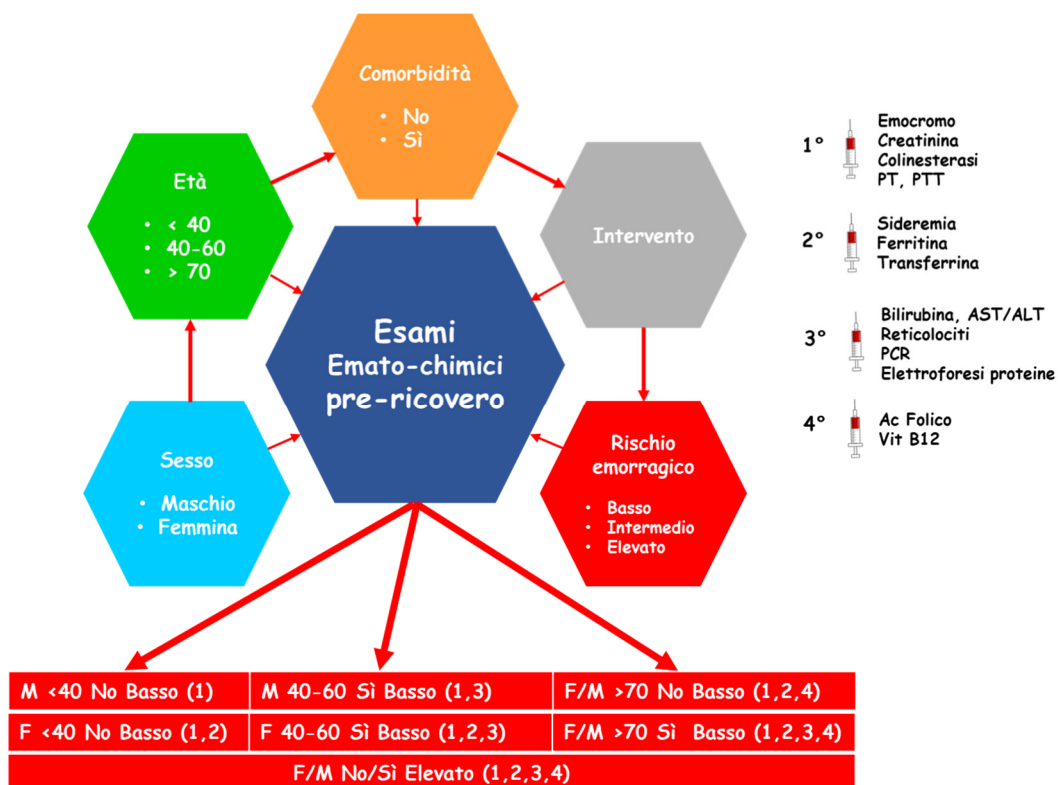 Comorbidità
• No
• Sì
Età
• < 40
• 40-60
• > 70
Intervento
Esami
Emato-chimici
pre-ricovero
Sesso
• Maschio
• Femmina
Rischio
emorragico
• Basso
• Intermedio
• Elevato
1°
Emocromo
Creatinina
Colinesterasi
PT, PTT
2°
Sideremia
Ferritina
Transferrina
3°
Bilirubina, AST/ALT
Reticolociti
PCR
Elettroforesi proteine
4°
Ac Folico
Vit B12
M <40 No Basso (1)
M 40-60 Sì Basso (1,3)
F/M >70 No Basso (1,2,4)
F <40 No Basso (1,2)
F 40-60 Sì Basso (1,2,3)
F/M >70 Sì Basso (1,2,3,4)
F/M No/Sì Elevato (1,2,3,4)